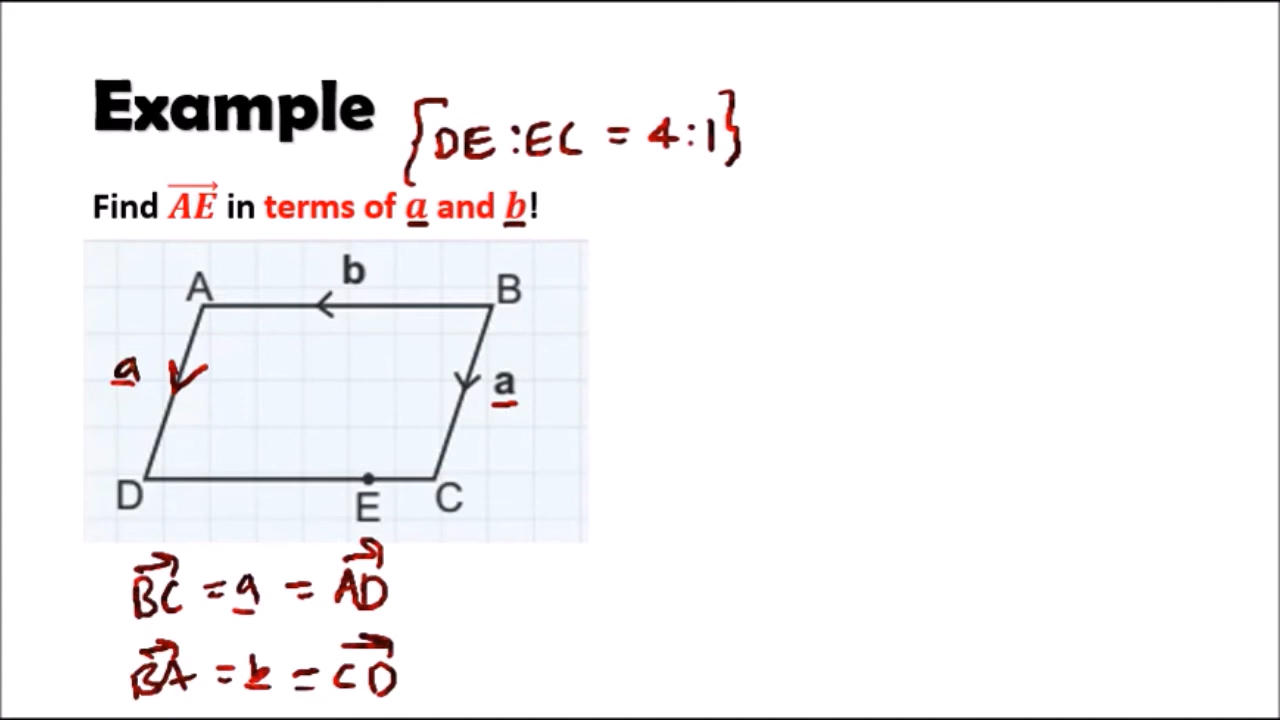 Example {DE:EC = 4:1}
Find AE in terms of a and b!
b
A B
a a
D E C
BC = a = AD
BA = b = CD